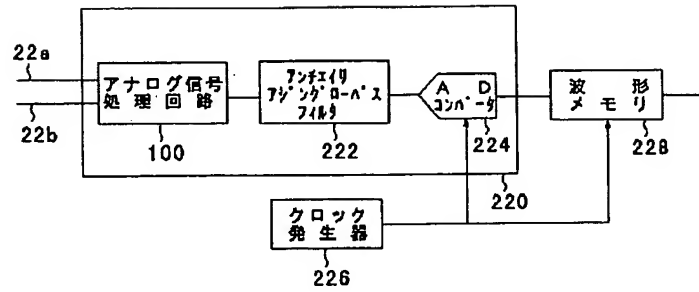 22a
22b
アナログ信号
処理回路
100
アンチエイリ
アジングローパス
フィルタ
222
A D
コンバータ
224
波形
メモリ
228
220
クロック
発生器
226